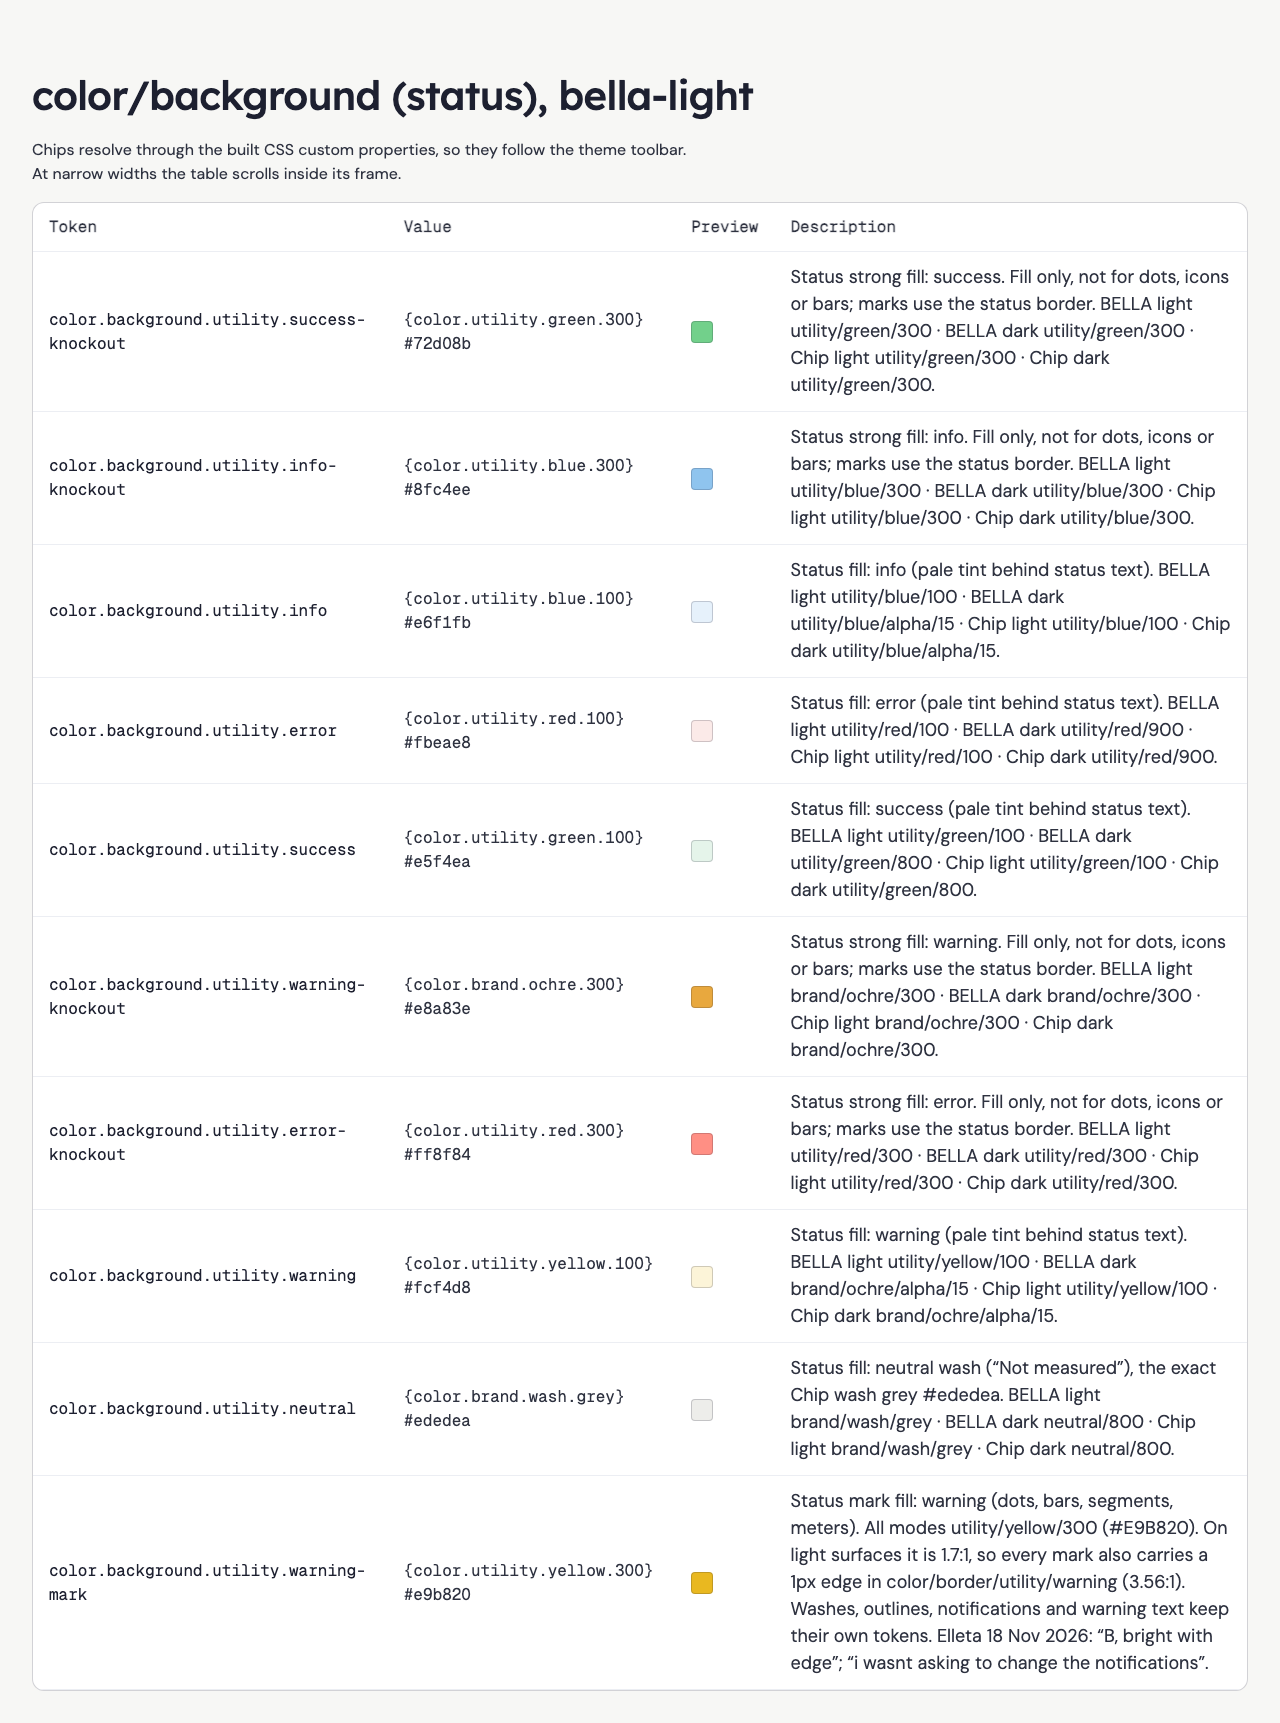 color/background (status), bella-light
Chips resolve through the built CSS custom properties, so they follow the theme toolbar.
At narrow widths the table scrolls inside its frame.
Token Value Preview Description
color.background.utility.success-
knockout
{color.utility.green.300}
#72d08b
Status strong fill: success. Fill only, not for dots, icons
or bars; marks use the status border. BELLA light
utility/green/300 · BELLA dark utility/green/300 ·
Chip light utility/green/300 · Chip dark
utility/green/300.
color.background.utility.info-
knockout
{color.utility.blue.300}
#8fc4ee
Status strong fill: info. Fill only, not for dots, icons or
bars; marks use the status border. BELLA light
utility/blue/300 · BELLA dark utility/blue/300 · Chip
light utility/blue/300 · Chip dark utility/blue/300.
color.background.utility.info
{color.utility.blue.100}
#e6f1fb
Status fill: info (pale tint behind status text). BELLA
light utility/blue/100 · BELLA dark
utility/blue/alpha/15 · Chip light utility/blue/100 · Chip
dark utility/blue/alpha/15.
color.background.utility.error
{color.utility.red.100}
#fbeae8
Status fill: error (pale tint behind status text). BELLA
light utility/red/100 · BELLA dark utility/red/900 ·
Chip light utility/red/100 · Chip dark utility/red/900.
color.background.utility.success
{color.utility.green.100}
#e5f4ea
Status fill: success (pale tint behind status text).
BELLA light utility/green/100 · BELLA dark
utility/green/800 · Chip light utility/green/100 · Chip
dark utility/green/800.
color.background.utility.warning-
knockout
{color.brand.ochre.300}
#e8a83e
Status strong fill: warning. Fill only, not for dots, icons
or bars; marks use the status border. BELLA light
brand/ochre/300 · BELLA dark brand/ochre/300 ·
Chip light brand/ochre/300 · Chip dark
brand/ochre/300.
color.background.utility.error-
knockout
{color.utility.red.300}
#ff8f84
Status strong fill: error. Fill only, not for dots, icons or
bars; marks use the status border. BELLA light
utility/red/300 · BELLA dark utility/red/300 · Chip
light utility/red/300 · Chip dark utility/red/300.
color.background.utility.warning
{color.utility.yellow.100}
#fcf4d8
Status fill: warning (pale tint behind status text).
BELLA light utility/yellow/100 · BELLA dark
brand/ochre/alpha/15 · Chip light utility/yellow/100 ·
Chip dark brand/ochre/alpha/15.
color.background.utility.neutral
{color.brand.wash.grey}
#ededea
Status fill: neutral wash (“Not measured”), the exact
Chip wash grey #ededea. BELLA light
brand/wash/grey · BELLA dark neutral/800 · Chip
light brand/wash/grey · Chip dark neutral/800.
color.background.utility.warning-
mark
{color.utility.yellow.300}
#e9b820
Status mark fill: warning (dots, bars, segments,
meters). All modes utility/yellow/300 (#E9B820). On
light surfaces it is 1.7:1, so every mark also carries a
1px edge in color/border/utility/warning (3.56:1).
Washes, outlines, notifications and warning text keep
their own tokens. Elleta 18 Nov 2026: “B, bright with
edge”; “i wasnt asking to change the notifications”.